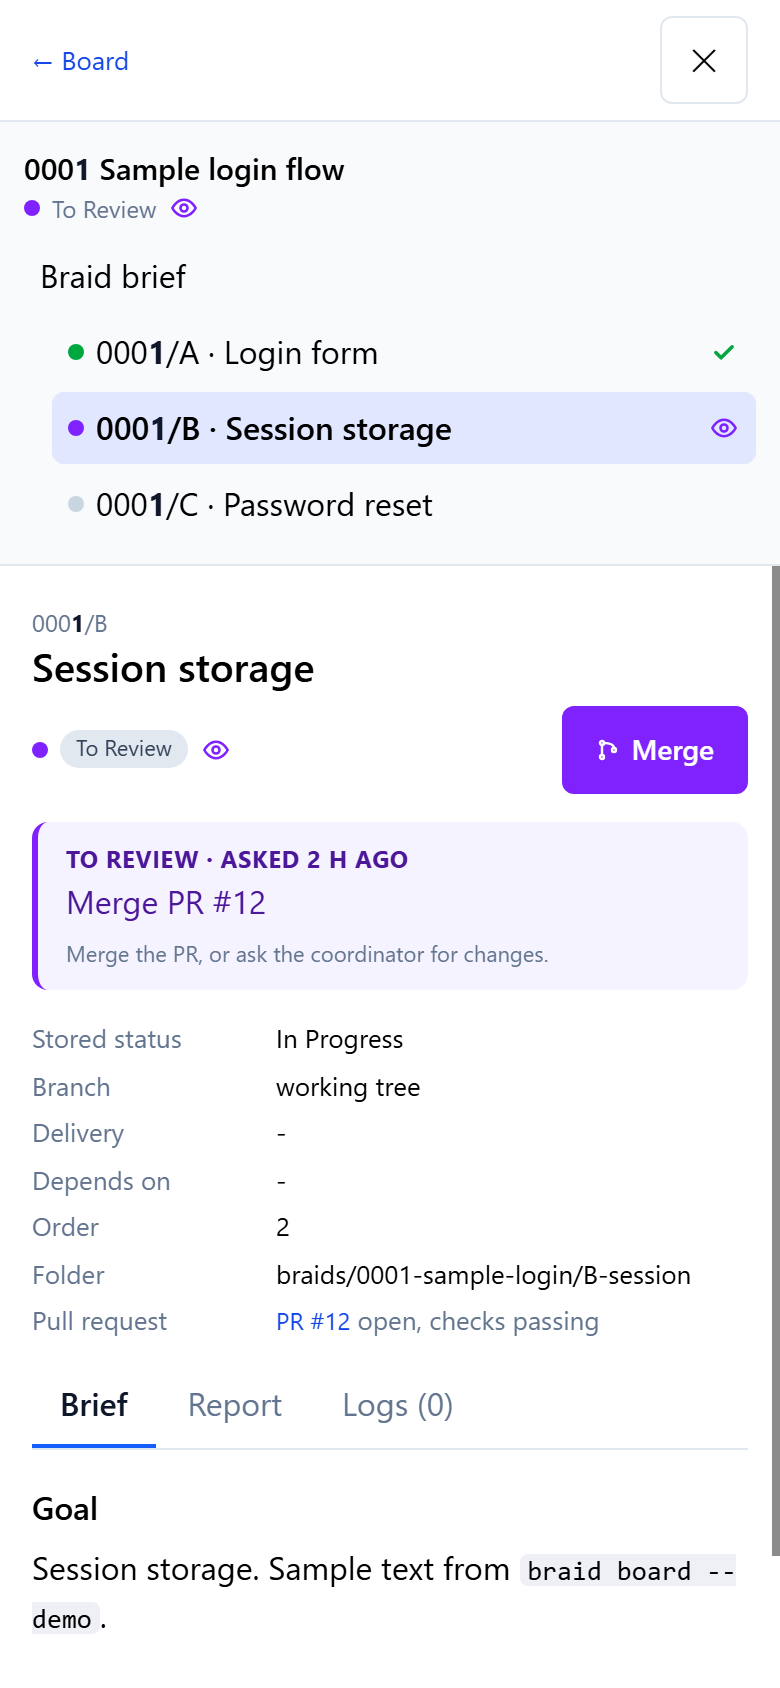 ← Board
0001 Sample login flow
To Review
Braid brief
0001/A · Login form
0001/B · Session storage
0001/C · Password reset
0001/B
Session storage
To Review
Merge
TO REVIEW · ASKED 2 H AGO
Merge PR #12
Merge the PR, or ask the coordinator for changes.
Stored status In Progress
Branch working tree
Delivery -
Depends on -
Order 2
Folder braids/0001-sample-login/B-session
Pull request PR #12 open, checks passing
Brief Report Logs (0)
Goal
Session storage. Sample text from braid board --
demo.